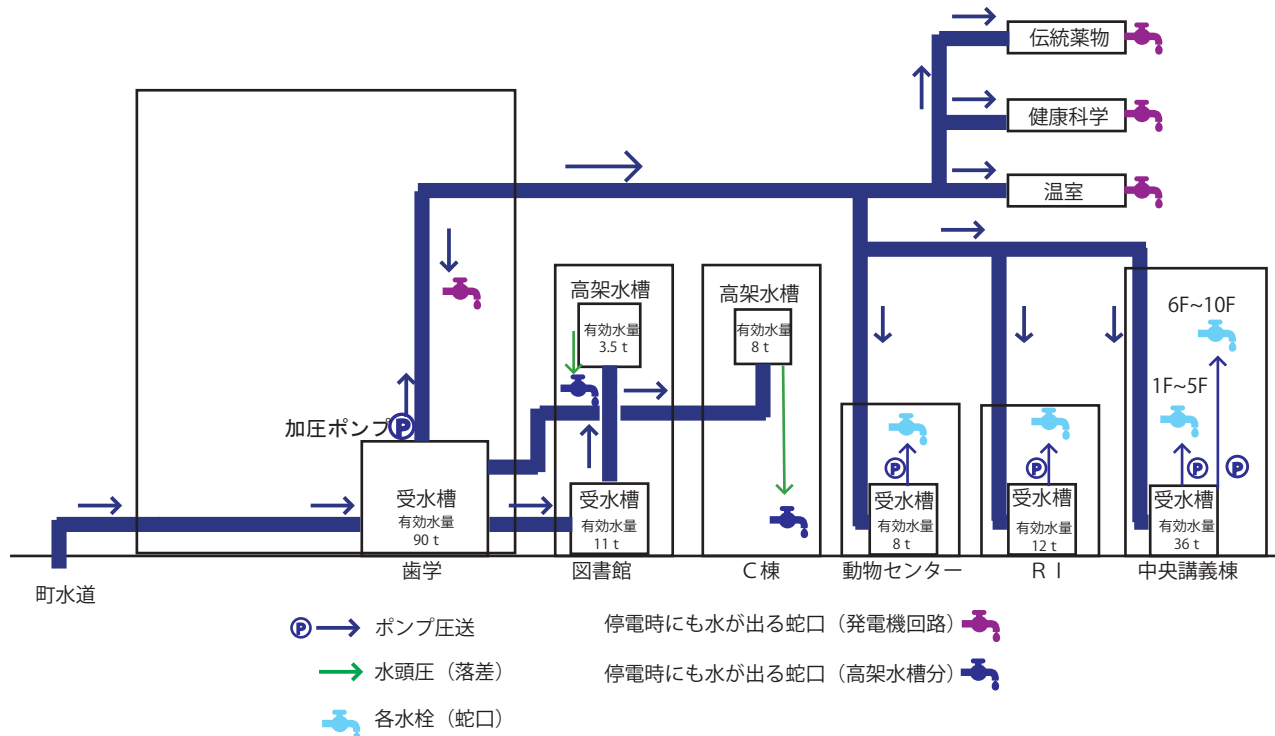 伝統薬物
健康科学
温室
高架水槽
有効水量
3.5 t
高架水槽
有効水量
8 t
6F~10F
1F~5F
加圧ポンプ
P
受水槽
有効水量
90 t
受水槽
有効水量
11 t
P
受水槽
有効水量
8 t
P
受水槽
有効水量
12 t
P
P
受水槽
有効水量
36 t
町水道
歯学
図書館
C棟
動物センター
RI
中央講義棟
P ポンプ圧送
水頭圧（落差）
各水栓（蛇口）
停電時にも水が出る蛇口（発電機回路）
停電時にも水が出る蛇口（高架水槽分）